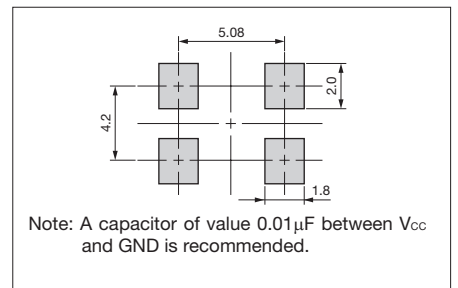 5.08
4.2
2.0
1.8
Note: A capacitor of value 0.01μF between Vcc
and GND is recommended.